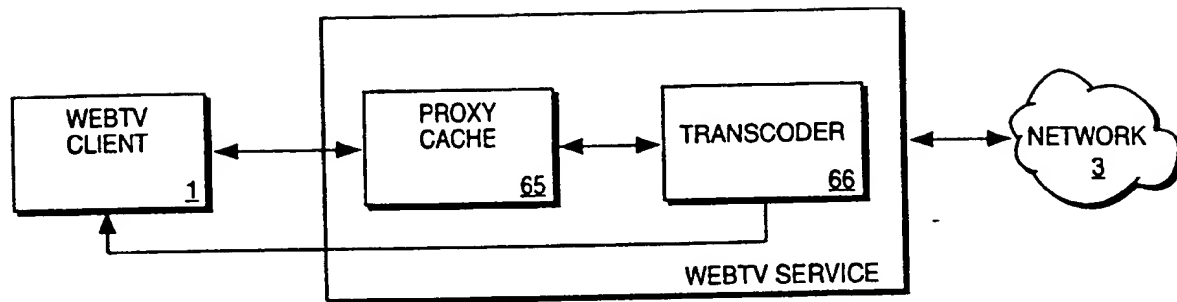 WEBTV
CLIENT
1
PROXY
CACHE
65
TRANSCODER
66
NETWORK
3
WEBTV SERVICE